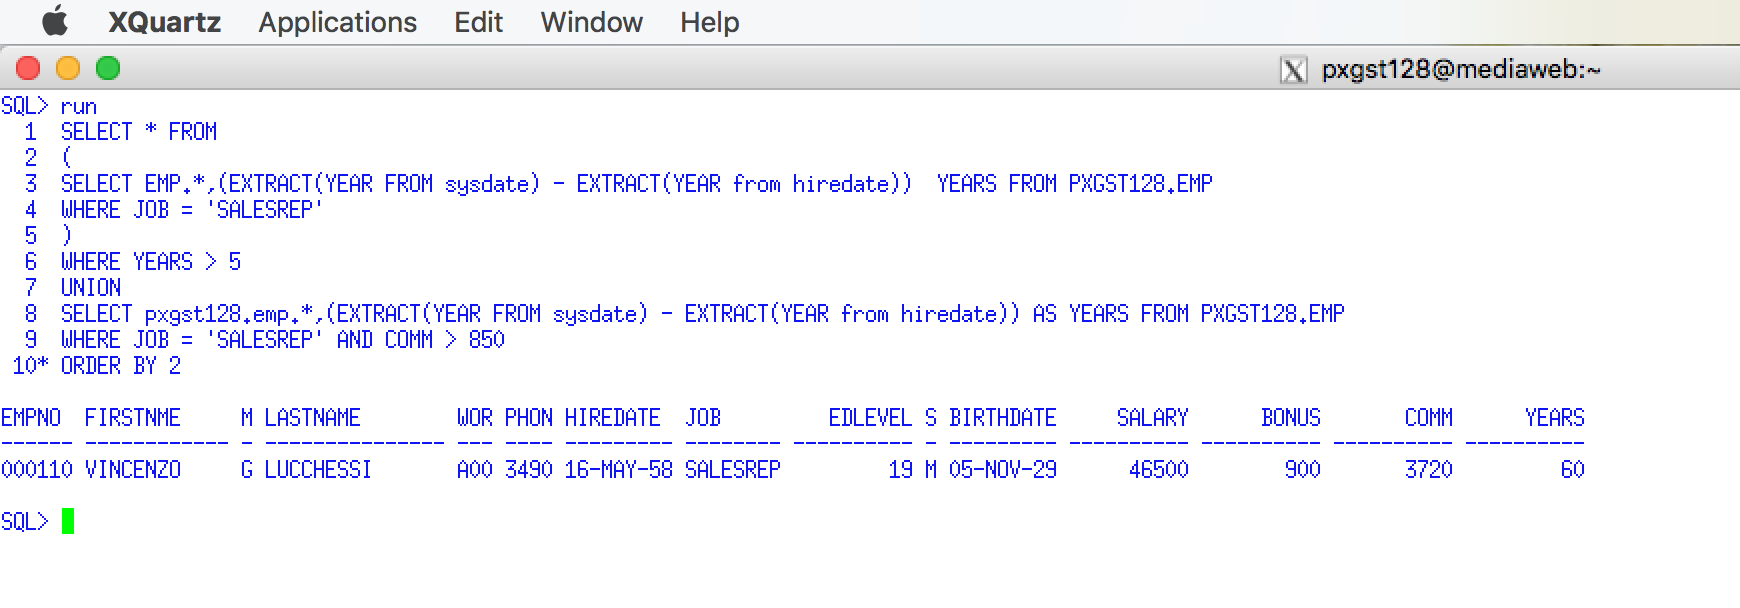 XQuartz Applications Edit Window Help
X pxgst128@mediaweb:~
SQL> run
  1  SELECT * FROM
  2  (
  3  SELECT EMP.*,(EXTRACT(YEAR FROM sysdate) - EXTRACT(YEAR from hiredate))  YEARS FROM PXGST128.EMP
  4  WHERE JOB = 'SALESREP'
  5  )
  6  WHERE YEARS > 5
  7  UNION
  8  SELECT pxgst128.emp.*,(EXTRACT(YEAR FROM sysdate) - EXTRACT(YEAR from hiredate)) AS YEARS FROM PXGST128.EMP
  9  WHERE JOB = 'SALESREP' AND COMM > 850
 10* ORDER BY 2
EMPNO  FIRSTNME     M LASTNAME        WOR PHON HIREDATE  JOB         EDLEVEL S BIRTHDATE     SALARY      BONUS       COMM      YEARS
------ ------------ - --------------- --- ---- --------- -------- ---------- - --------- ---------- ---------- ---------- ----------
000110 VINCENZO     G LUCCHESSI       A00 3490 16-MAY-58 SALESREP         19 M 05-NOV-29      46500        900       3720         60
SQL>